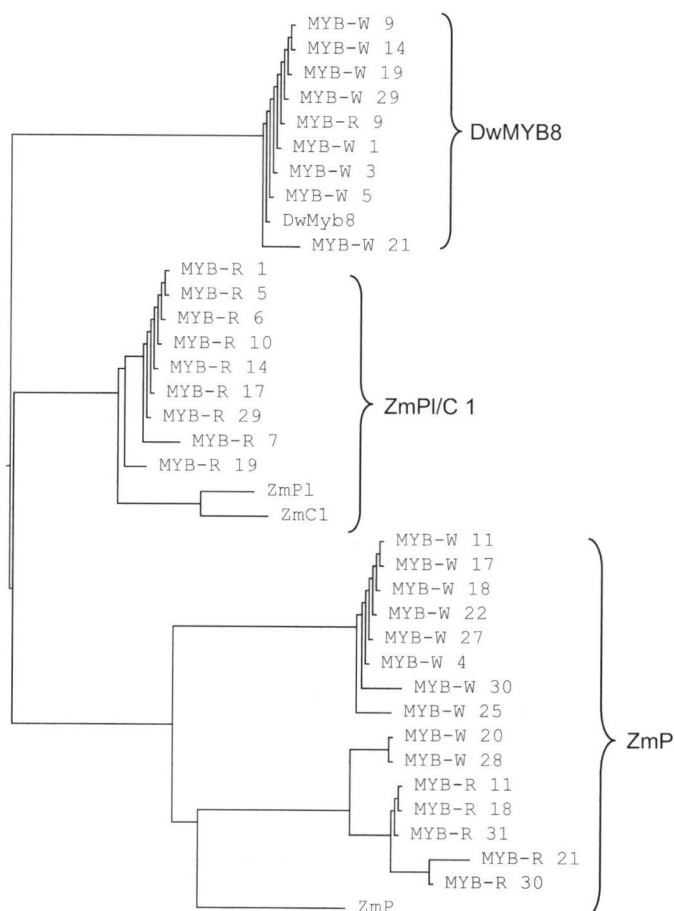 MYB-W 9
MYB-W 14
MYB-W 19
MYB-W 29
MYB-R 9
MYB-W 1
MYB-W 3
MYB-W 5
DwMyb8
MYB-W 21
DwMYB8
MYB-R 1
MYB-R 5
MYB-R 6
MYB-R 10
MYB-R 14
MYB-R 17
MYB-R 29
MYB-R 7
MYB-R 19
ZmPl
ZmC1
ZmPl/C 1
MYB-W 11
MYB-W 17
MYB-W 18
MYB-W 22
MYB-W 27
MYB-W 4
MYB-W 30
MYB-W 25
MYB-W 20
MYB-W 28
MYB-R 11
MYB-R 18
MYB-R 31
MYB-R 21
MYB-R 30
ZmP
ZmP